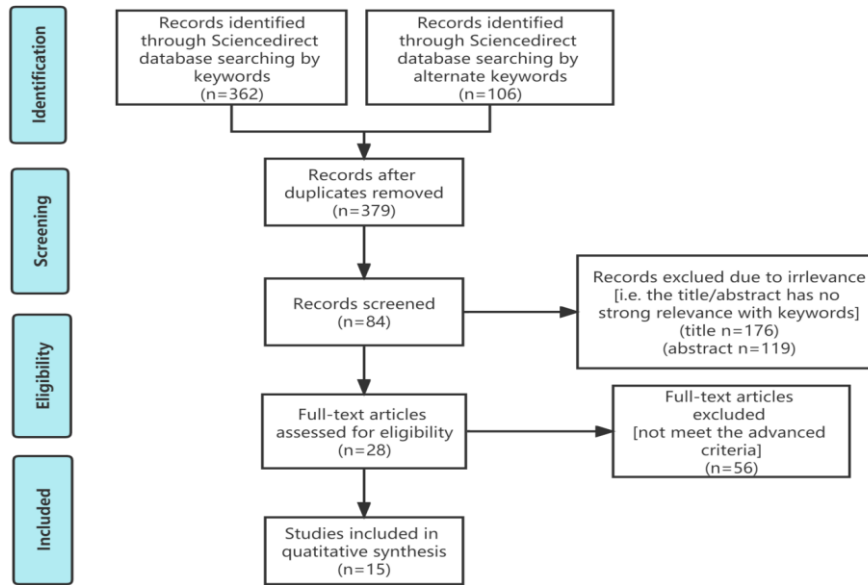 Identification
Records identified
through Sciencedirect
database searching by
keywords
(n=362)
Records identified
through Sciencedirect
database searching by
alternate keywords
(n=106)
Screening
Records after
duplicates removed
(n=379)
Records screened
(n=84)
Records exclued due to irrlevance
[i.e. the title/abstract has no
strong relevance with keywords]
(title n=176)
(abstract n=119)
Eligibility
Full-text articles
assessed for eligibility
(n=28)
Full-text articles
excluded
[not meet the advanced
criteria]
(n=56)
Included
Studies included in
quatitative synthesis
(n=15)